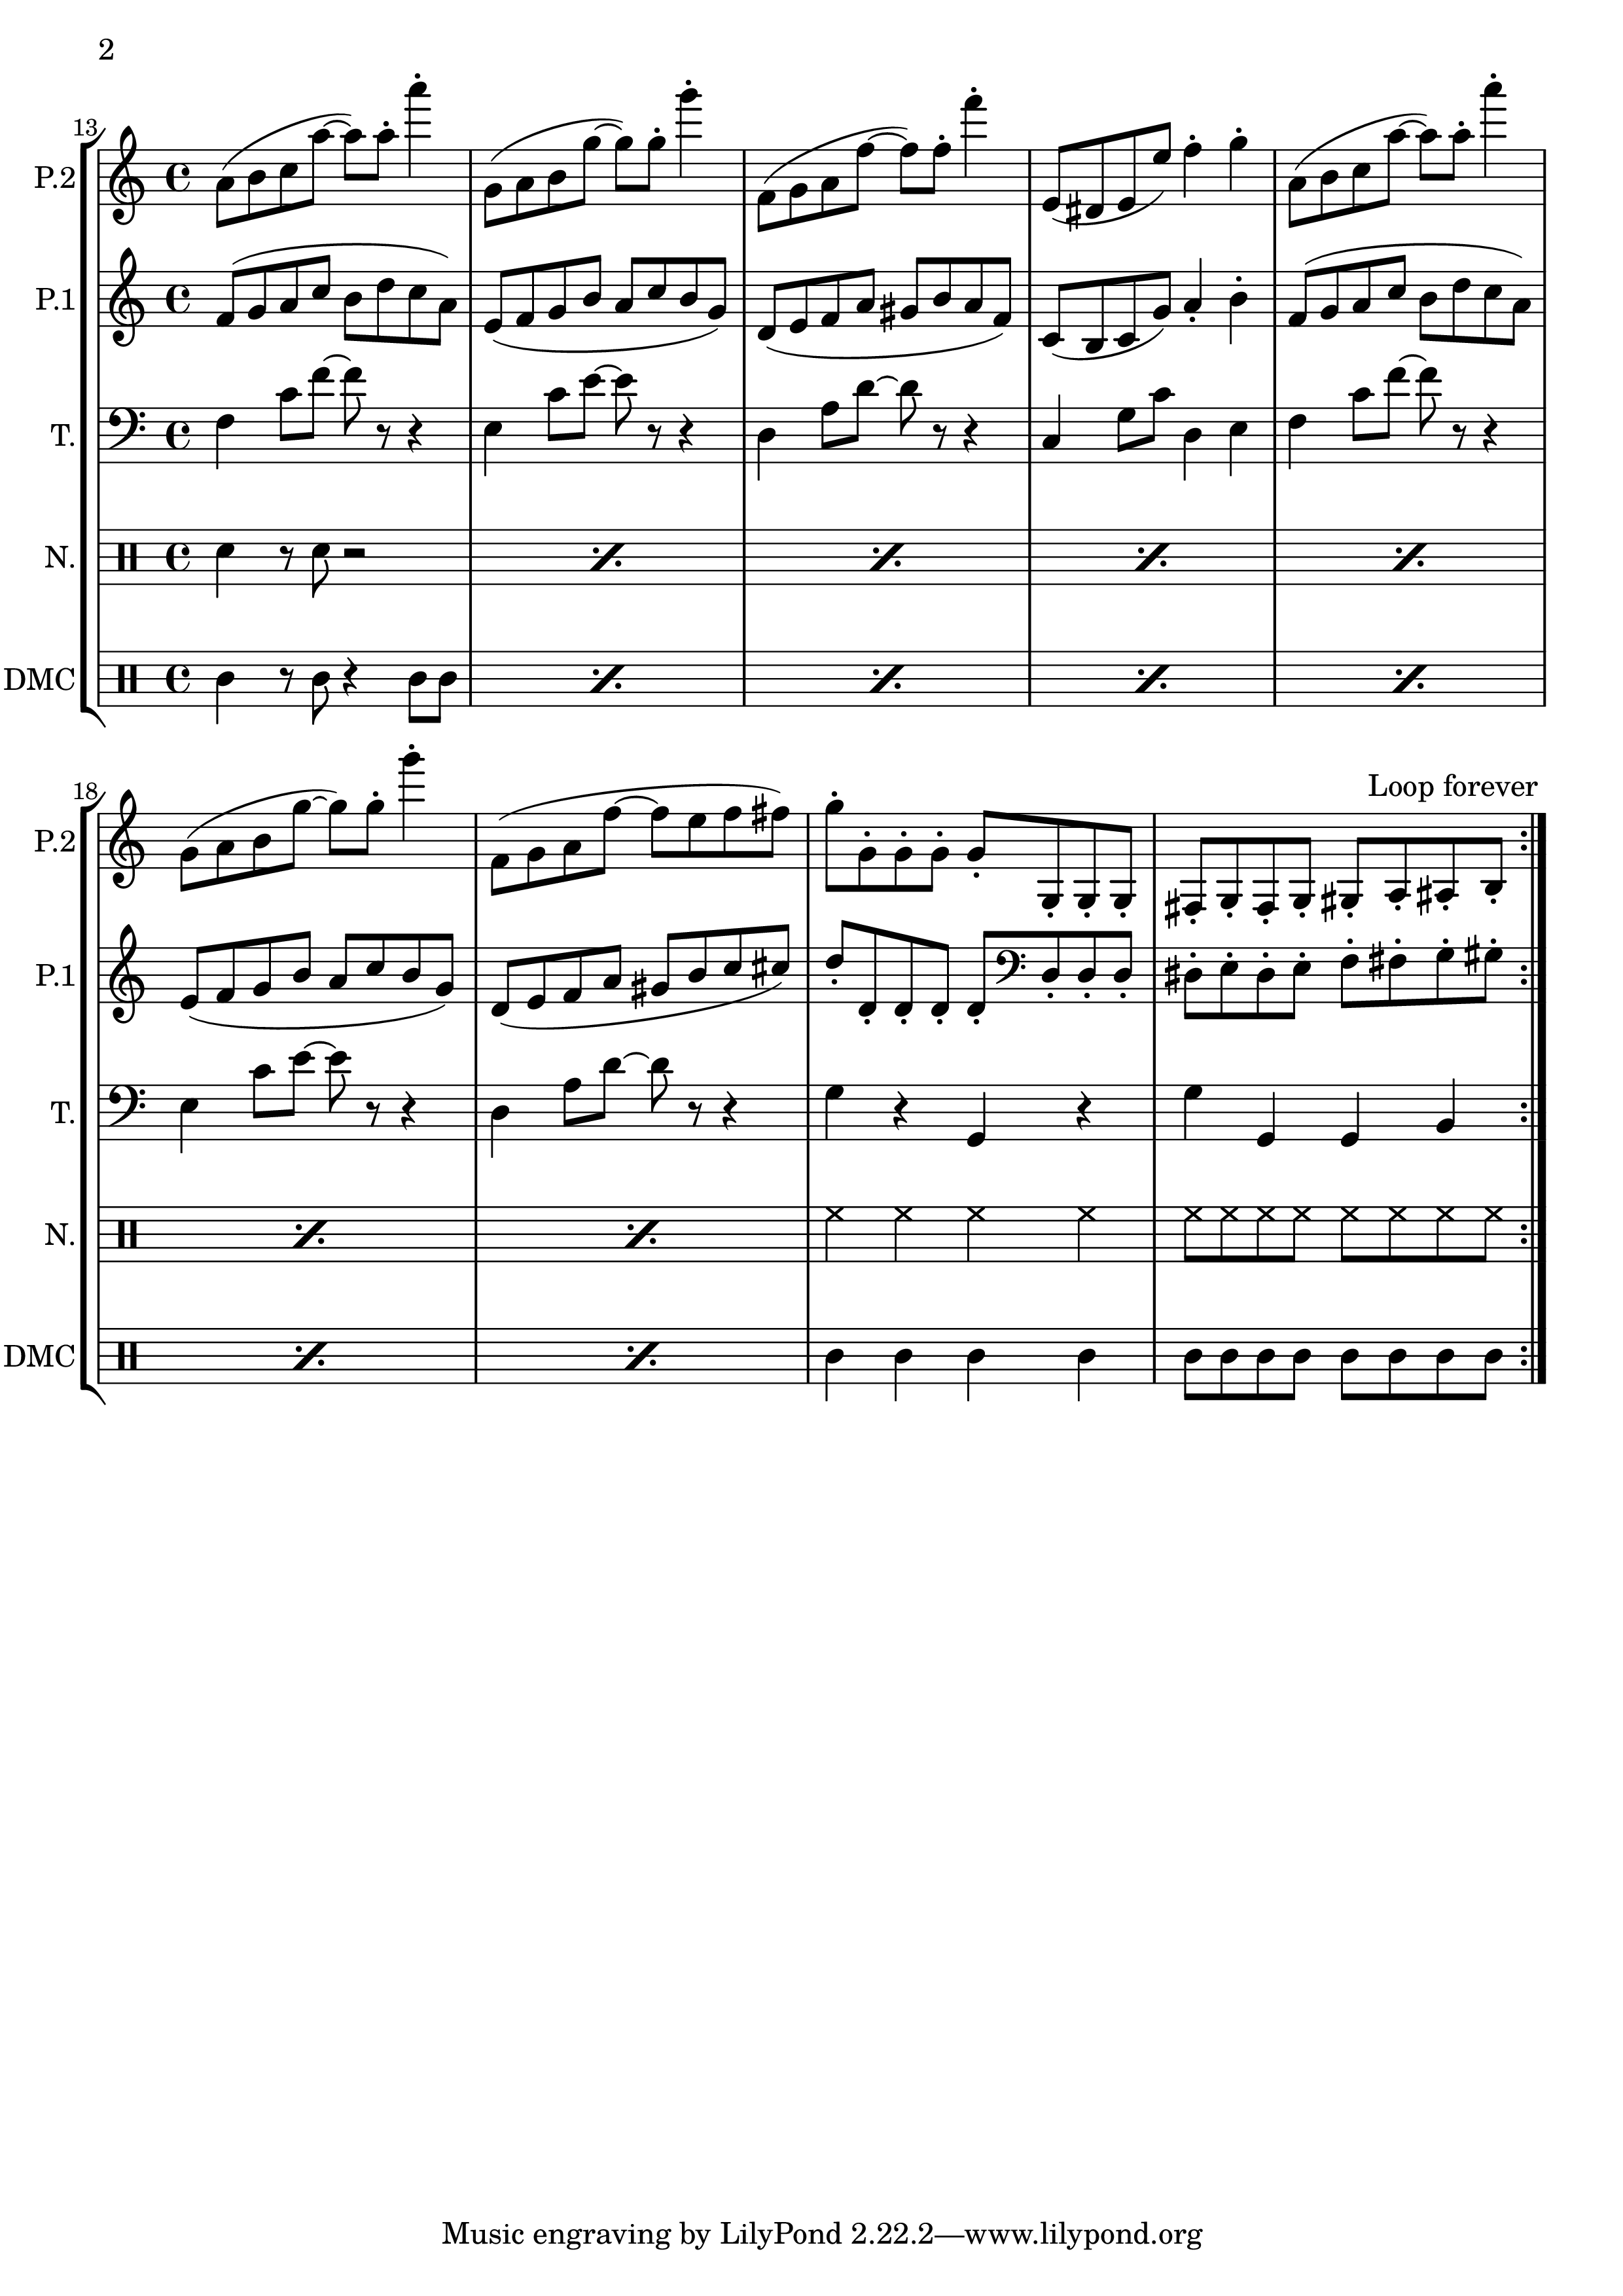 2
13
P.2
P.1
T.
N.
DMC
18
Loop forever
P.2
P.1
T.
N.
DMC
Music engraving by LilyPond 2.22.2—www.lilypond.org